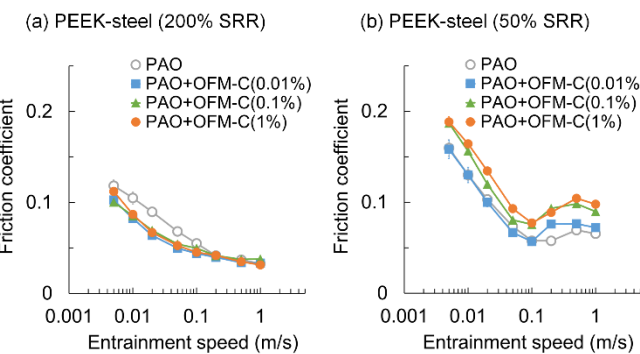 (a) PEEK-steel (200% SRR)
PAO
PAO+OFM-C(0.01%)
PAO+OFM-C(0.1%)
PAO+OFM-C(1%)
Friction coefficient
0.2
0.1
0
0.001
0.01
0.1
1
Entrainment speed (m/s)
(b) PEEK-steel (50% SRR)
PAO
PAO+OFM-C(0.01%
PAO+OFM-C(0.1%)
PAO+OFM-C(1%)
Friction coefficient
0.2
0.1
0
0.001
0.01
0.1
1
Entrainment speed (m/s)